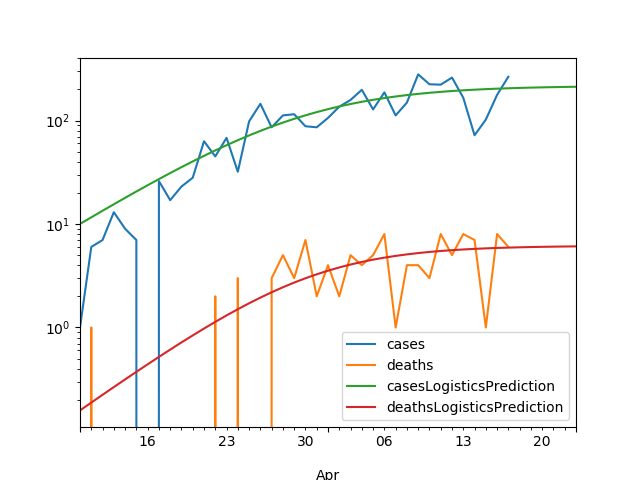 10²
10¹
10⁰
cases
deaths
casesLogisticsPrediction
deathsLogisticsPrediction
16 23 30 06 13 20
Apr